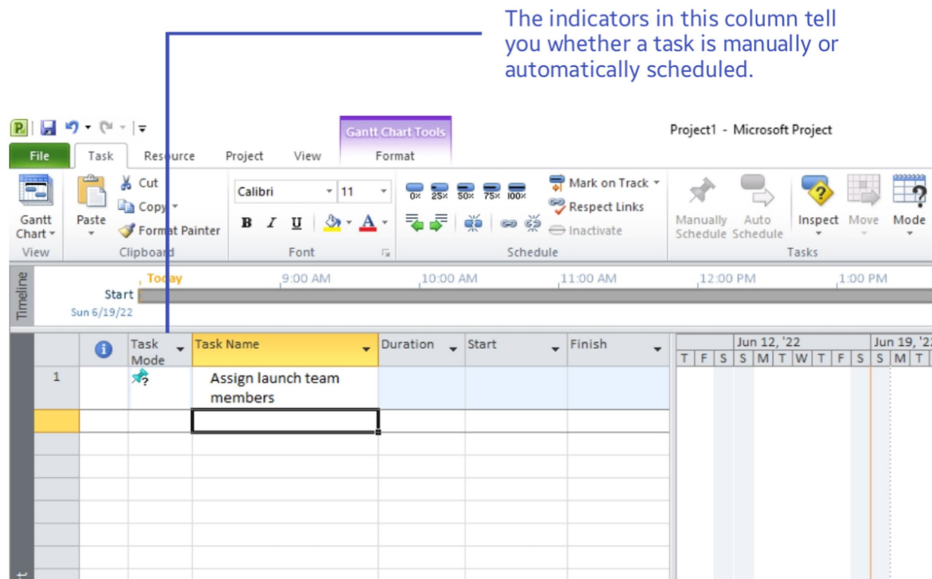 The indicators in this column tell
you whether a task is manually or
automatically scheduled.
Gantt Chart Tools
Project1 - Microsoft Project
File Task Resource Project View Format
Cut
Copy
Format Painter
Paste
Gantt
Chart
Calibri 11
B I U A
0% 25% 50% 75% 100%
Mark on Track
Respect Links
Inactivate
Manually
Schedule
Auto
Schedule
Inspect Move Mode
View Clipboard Font Schedule Tasks
Timeline
Today 9:00 AM 10:00 AM 11:00 AM 12:00 PM 1:00 PM
Start
Sun 6/19/22
Task
Mode
Task Name Duration Start Finish
Jun 12, '22 Jun 19, '22
T F S S M T W T F S S M T
1 Assign launch team
members